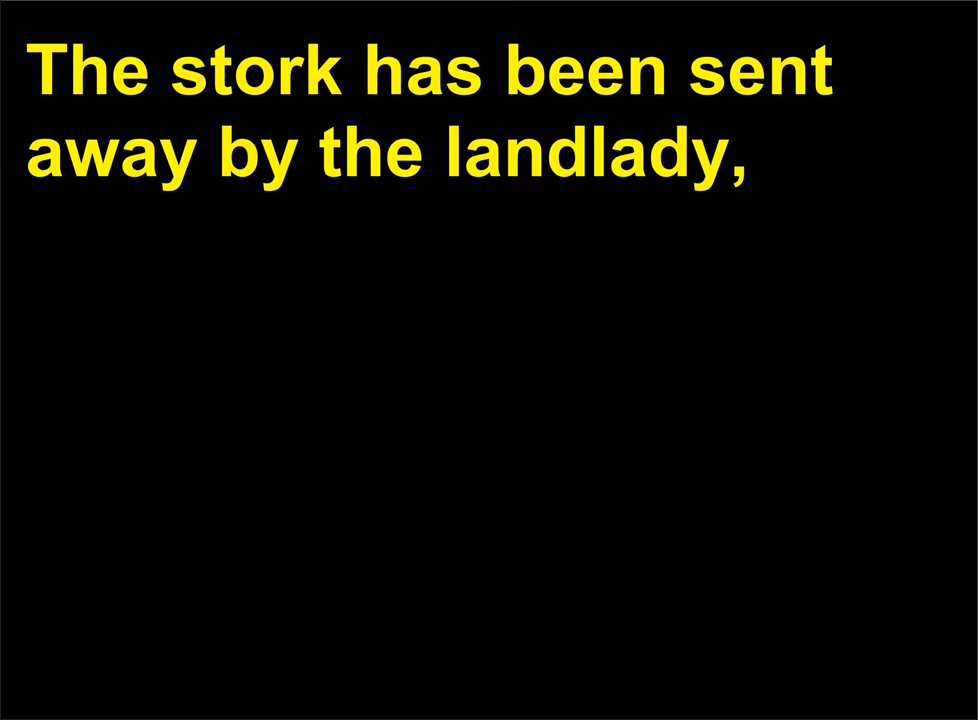 The stork has been sent
away by the landlady,